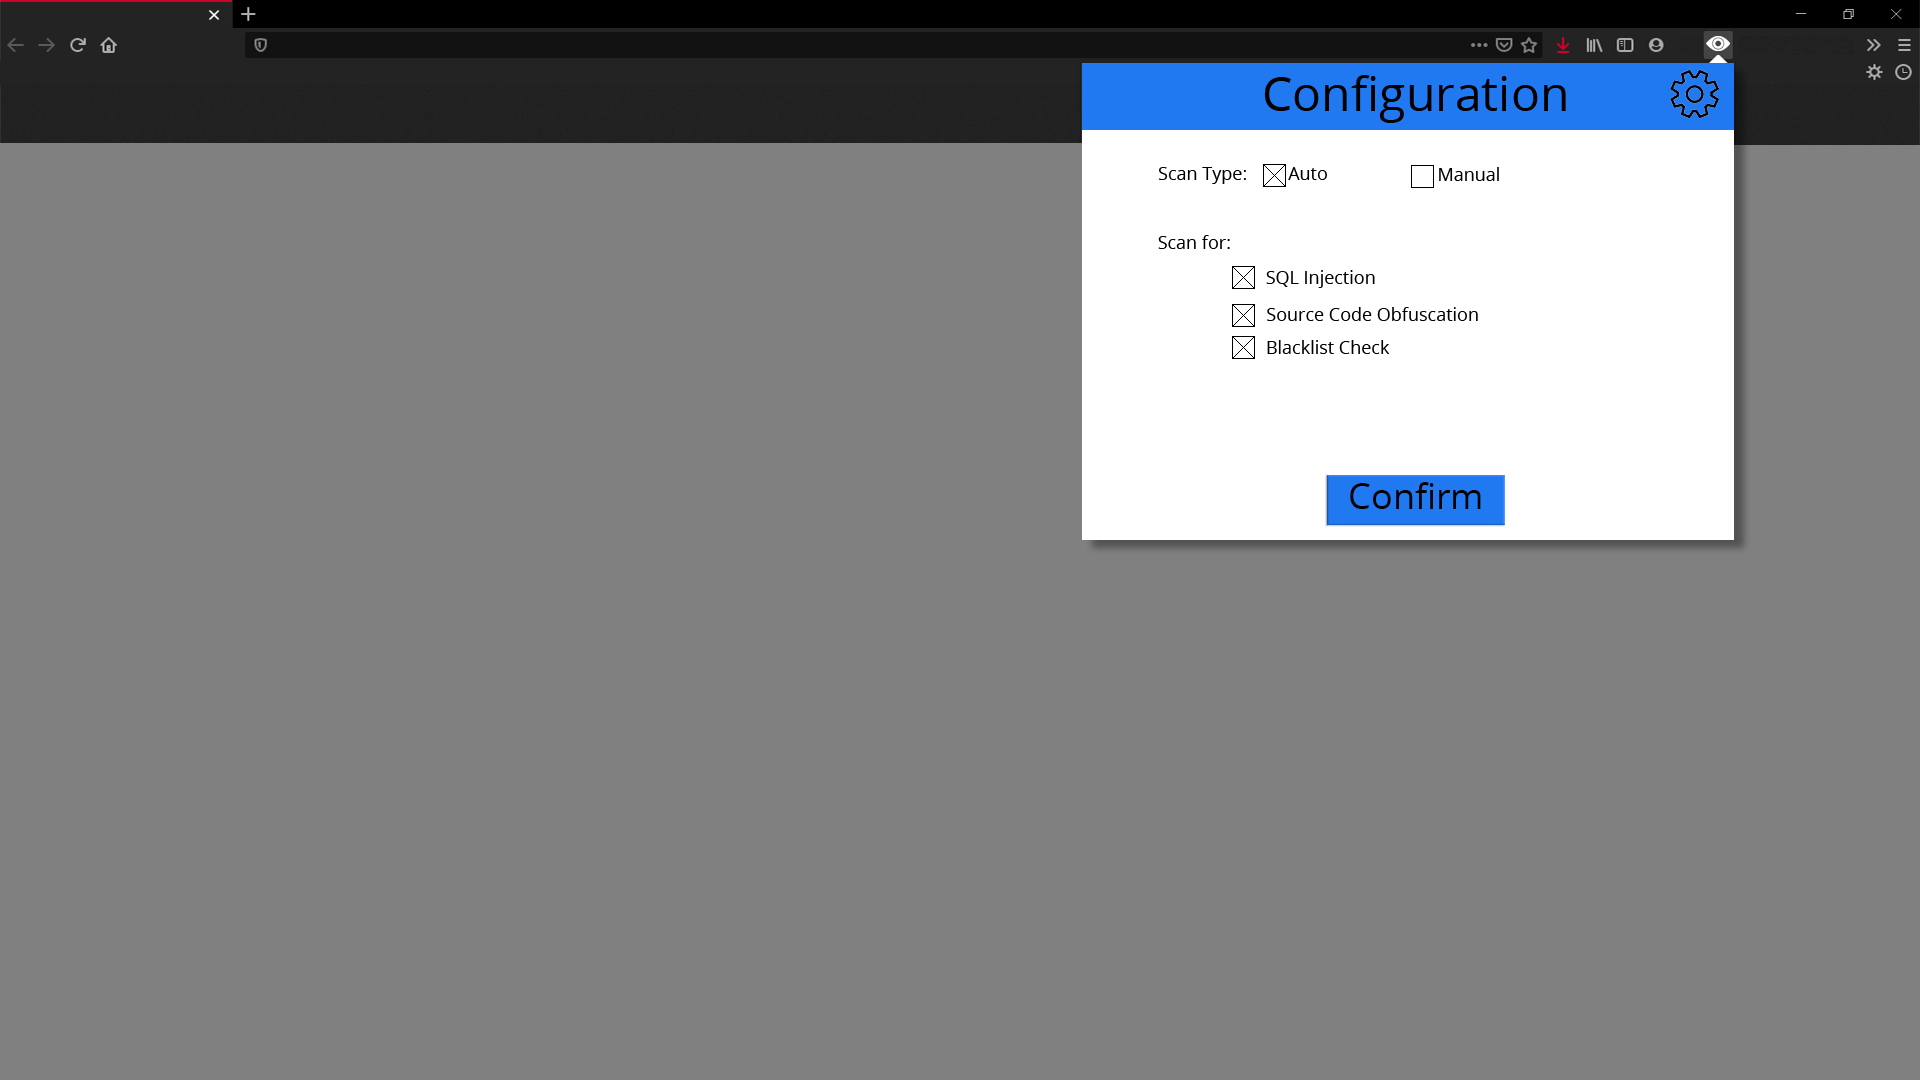 Configuration
Scan Type: Auto Manual
Scan for:
SQL Injection
Source Code Obfuscation
Blacklist Check
Confirm